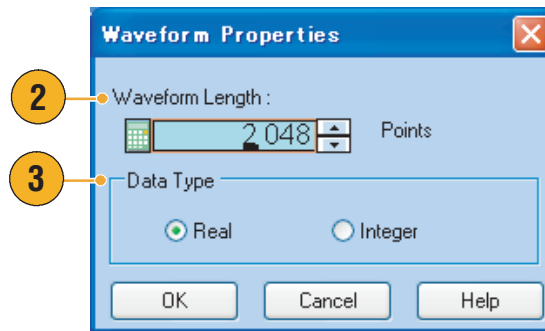 Waveform Properties
2
Waveform Length :
2 048
Points
3
Data Type
Real
Integer
OK
Cancel
Help